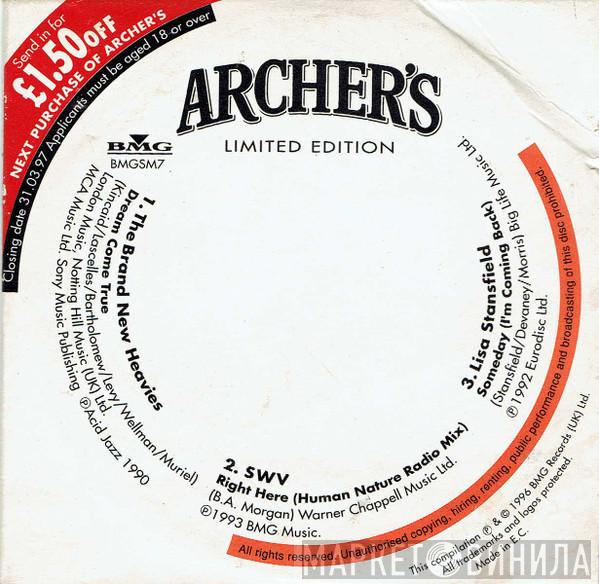 Send in for
£1.50 OFF
NEXT PURCHASE OF ARCHER'S
Applicants must be aged 18 or over
Closing date 31.03.97
ARCHER'S
LIMITED EDITION
BMG
BMGSM7
1. The Brand New Heavies
Dream Come True
(Kincaid/Lascelles/Bartholomew/Levy/Wellman/Muriel)
London Music, Notting Hill Music (UK) Ltd.
MCA Music Ltd. Sony Music Publishing
℗Acid Jazz 1990
2. SWV
Right Here (Human Nature Radio Mix)
(B.A. Morgan) Warner Chappell Music Ltd.
℗1993 BMG Music.
3. Lisa Stansfield
Someday (I'm Coming Back)
(Stansfield/Devaney/Morris) Big Life Music Ltd.
℗1992 Eurodisc Ltd.
All rights reserved. Unauthorised copying, hiring, renting, public performance and broadcasting of this disc prohibited.
This compilation ℗ & © 1996 BMG Records (UK) Ltd.
All trademarks and logos protected.
Made in E.C.
МАРКЕТ ВИНИЛА